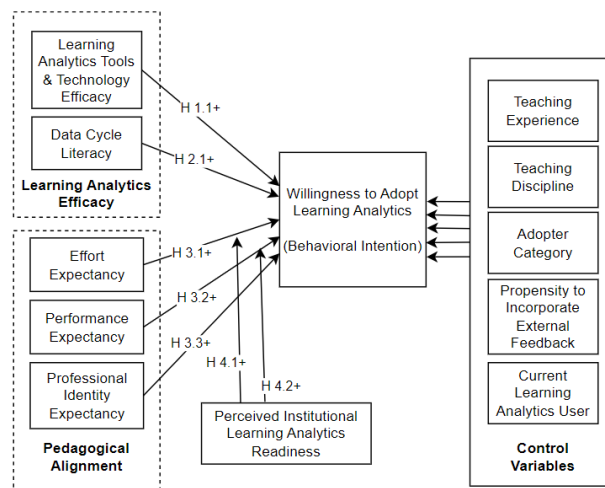 Learning
Analytics Tools
& Technology
Efficacy
Data Cycle
Literacy
Learning Analytics
Efficacy
H 1.1+
H 2.1+
Effort
Expectancy
Performance
Expectancy
Professional
Identity
Expectancy
Pedagogical
Alignment
H 3.1+
H 3.2+
H 3.3+
H 4.1+
H 4.2+
Willingness to Adopt
Learning Analytics
(Behavioral Intention)
Perceived Institutional
Learning Analytics
Readiness
Teaching
Experience
Teaching
Discipline
Adopter
Category
Propensity to
Incorporate
External
Feedback
Current
Learning
Analytics User
Control
Variables